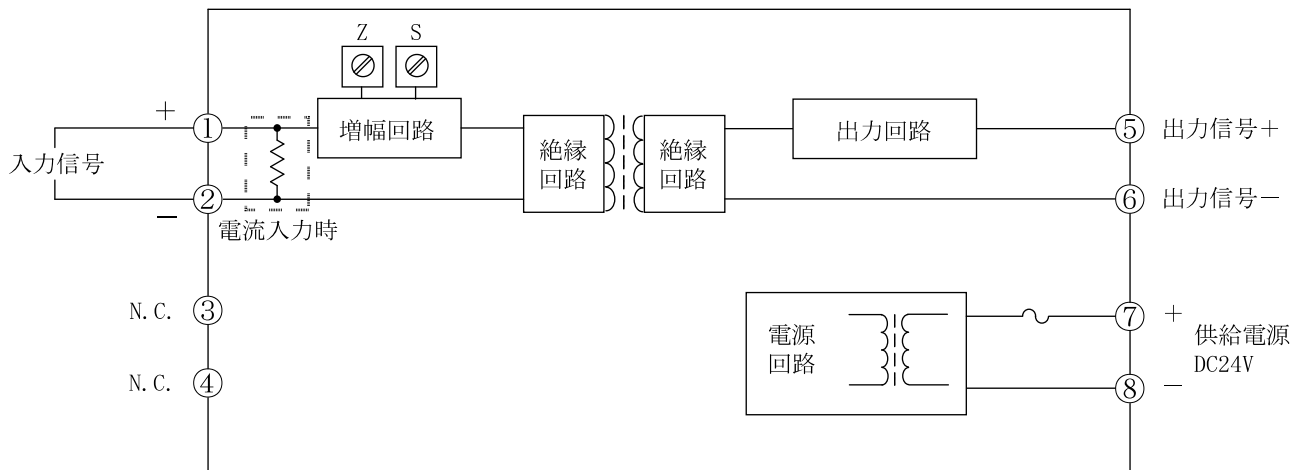 Z S
+
① 増幅回路 出力回路 ⑤ 出力信号+
入力信号
絶縁
回路
絶縁
回路
② ⑥ 出力信号-
-
電流入力時
N.C. ③
⑦ +
電源
回路
供給電源
DC24V
N.C. ④
⑧ -